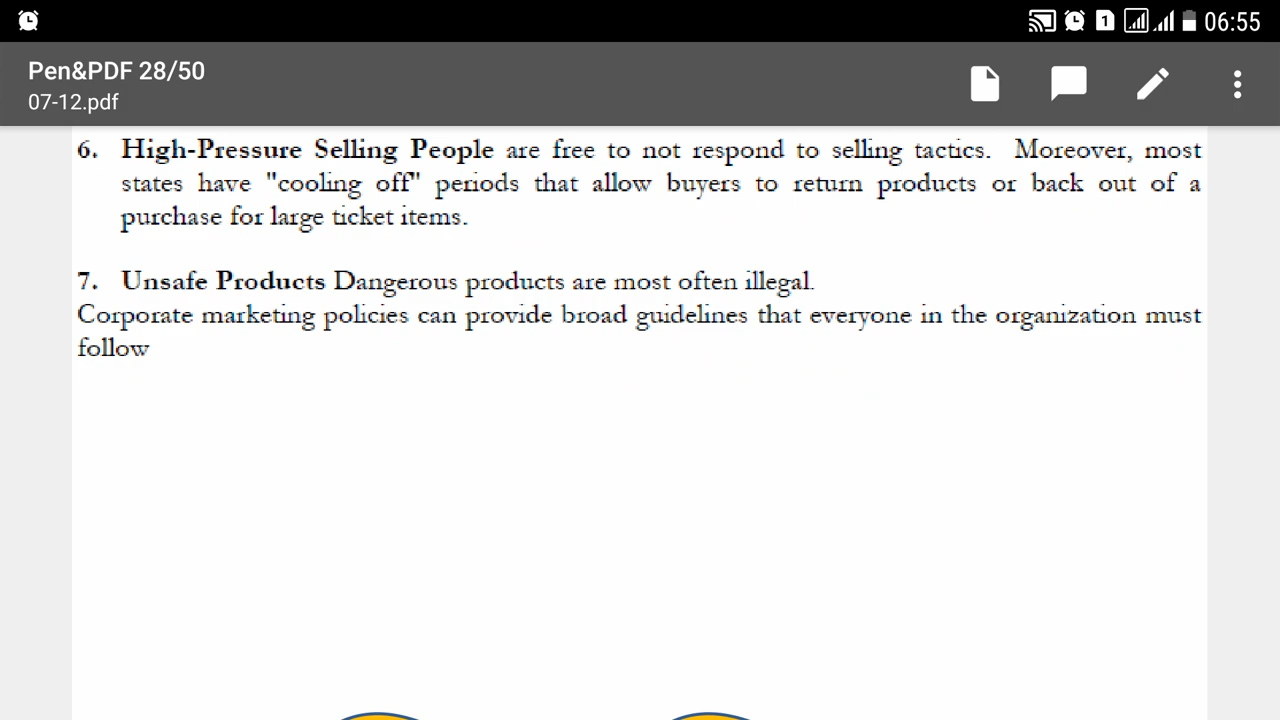 1
06:55
Pen&PDF 28/50
07-12.pdf
6. High-Pressure Selling People are free to not respond to selling tactics. Moreover, most
states have "cooling off" periods that allow buyers to return products or back out of a
purchase for large ticket items.
7. Unsafe Products Dangerous products are most often illegal.
Corporate marketing policies can provide broad guidelines that everyone in the organization must
follow